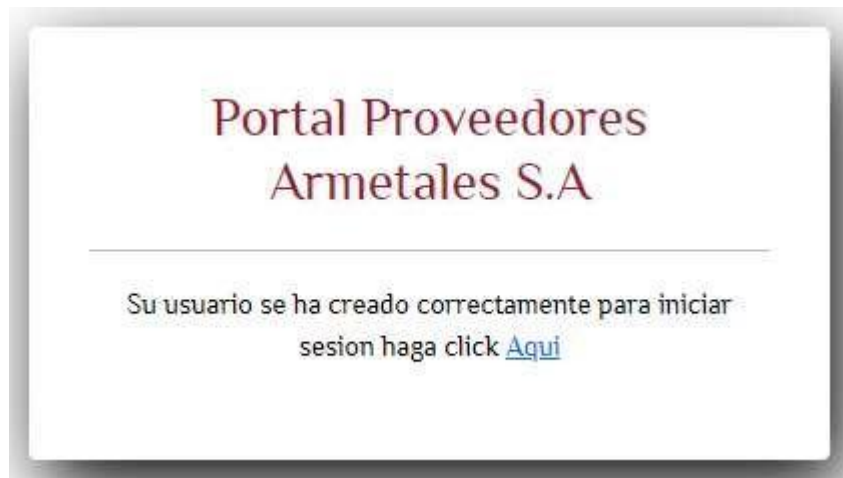 Portal Proveedores
Armetales S.A
Su usuario se ha creado correctamente para iniciar
sesion haga click Aqui